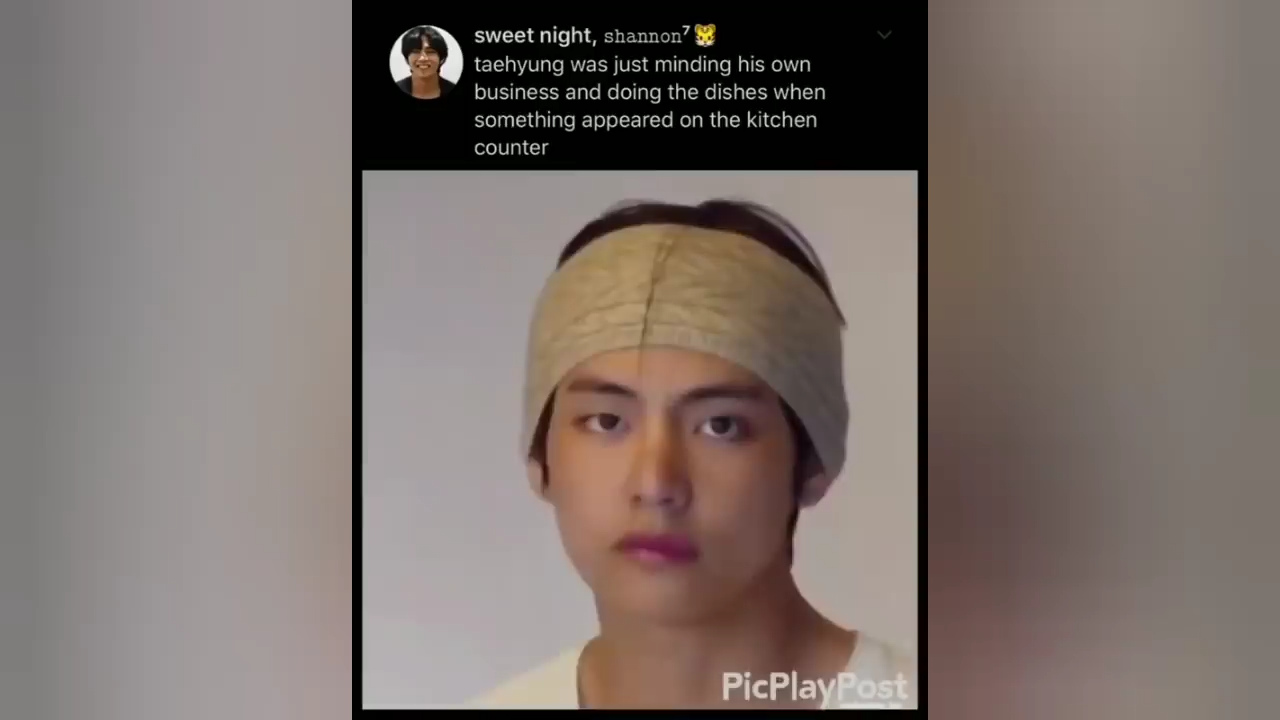 sweet night, shannon⁷🐯
taehyung was just minding his own
business and doing the dishes when
something appeared on the kitchen
counter
PicPlayPost